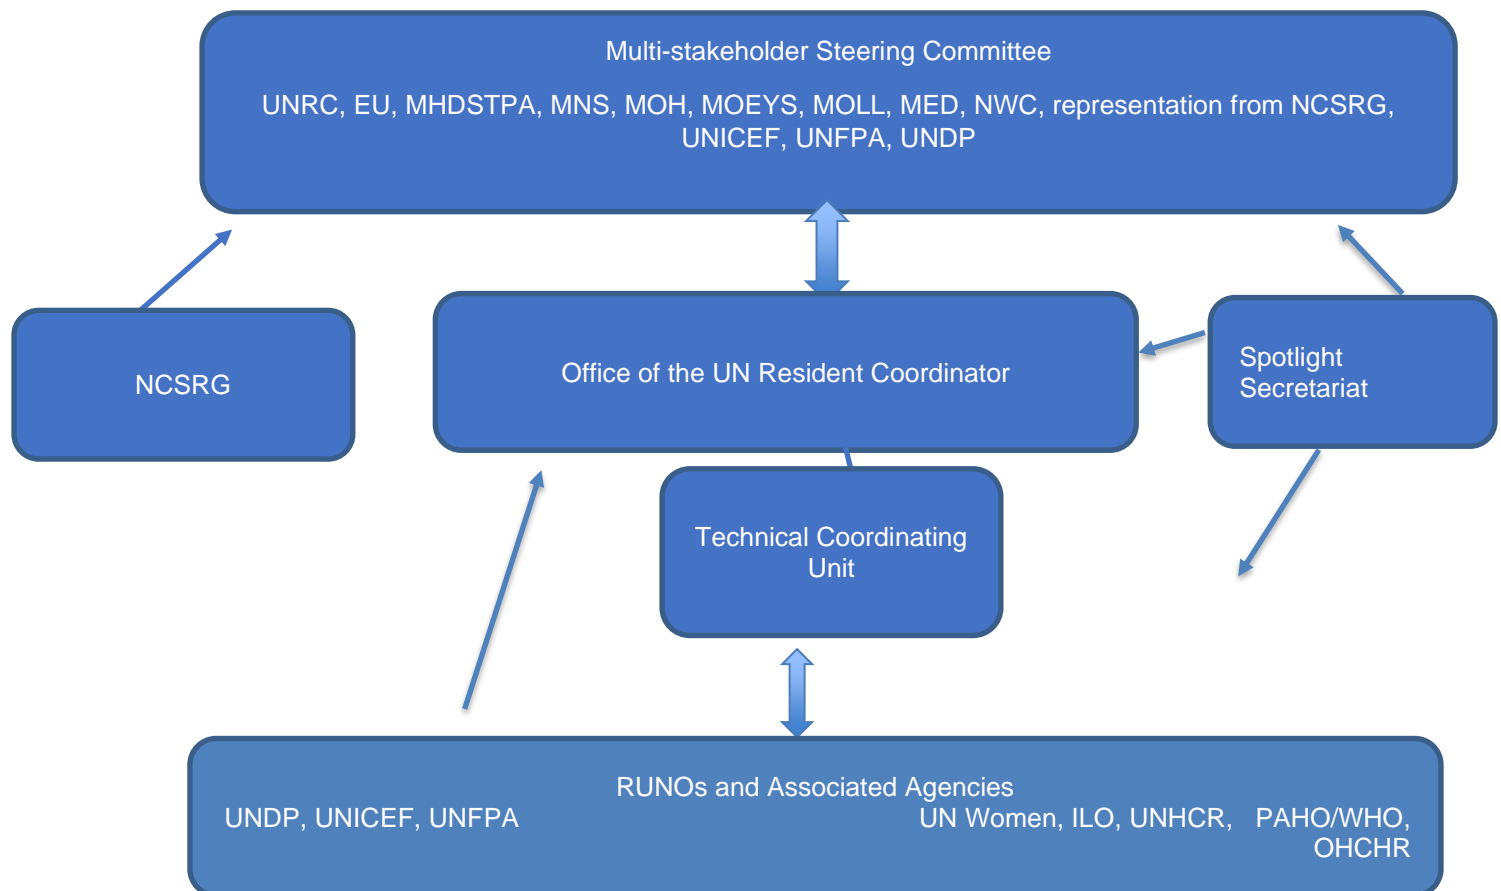 Multi-stakeholder Steering Committee
UNRC, EU, MHDSTPA, MNS, MOH, MOEYS, MOLL, MED, NWC, representation from NCSRG,
UNICEF, UNFPA, UNDP
NCSRG
Office of the UN Resident Coordinator
Spotlight
Secretariat
Technical Coordinating
Unit
RUNOs and Associated Agencies
UNDP, UNICEF, UNFPA UN Women, ILO, UNHCR, PAHO/WHO,
OHCHR